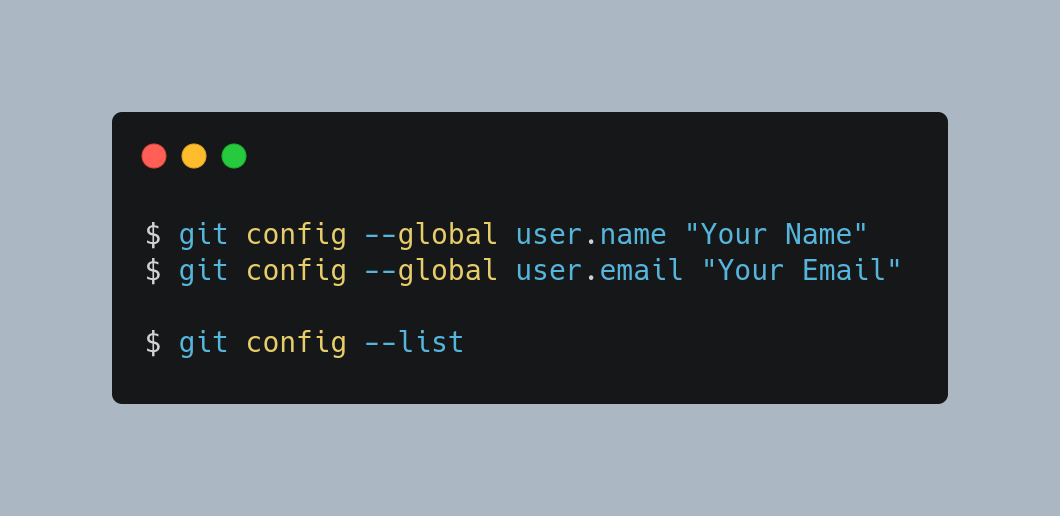 $ git config --global user.name "Your Name"
$ git config --global user.email "Your Email"
$ git config --list